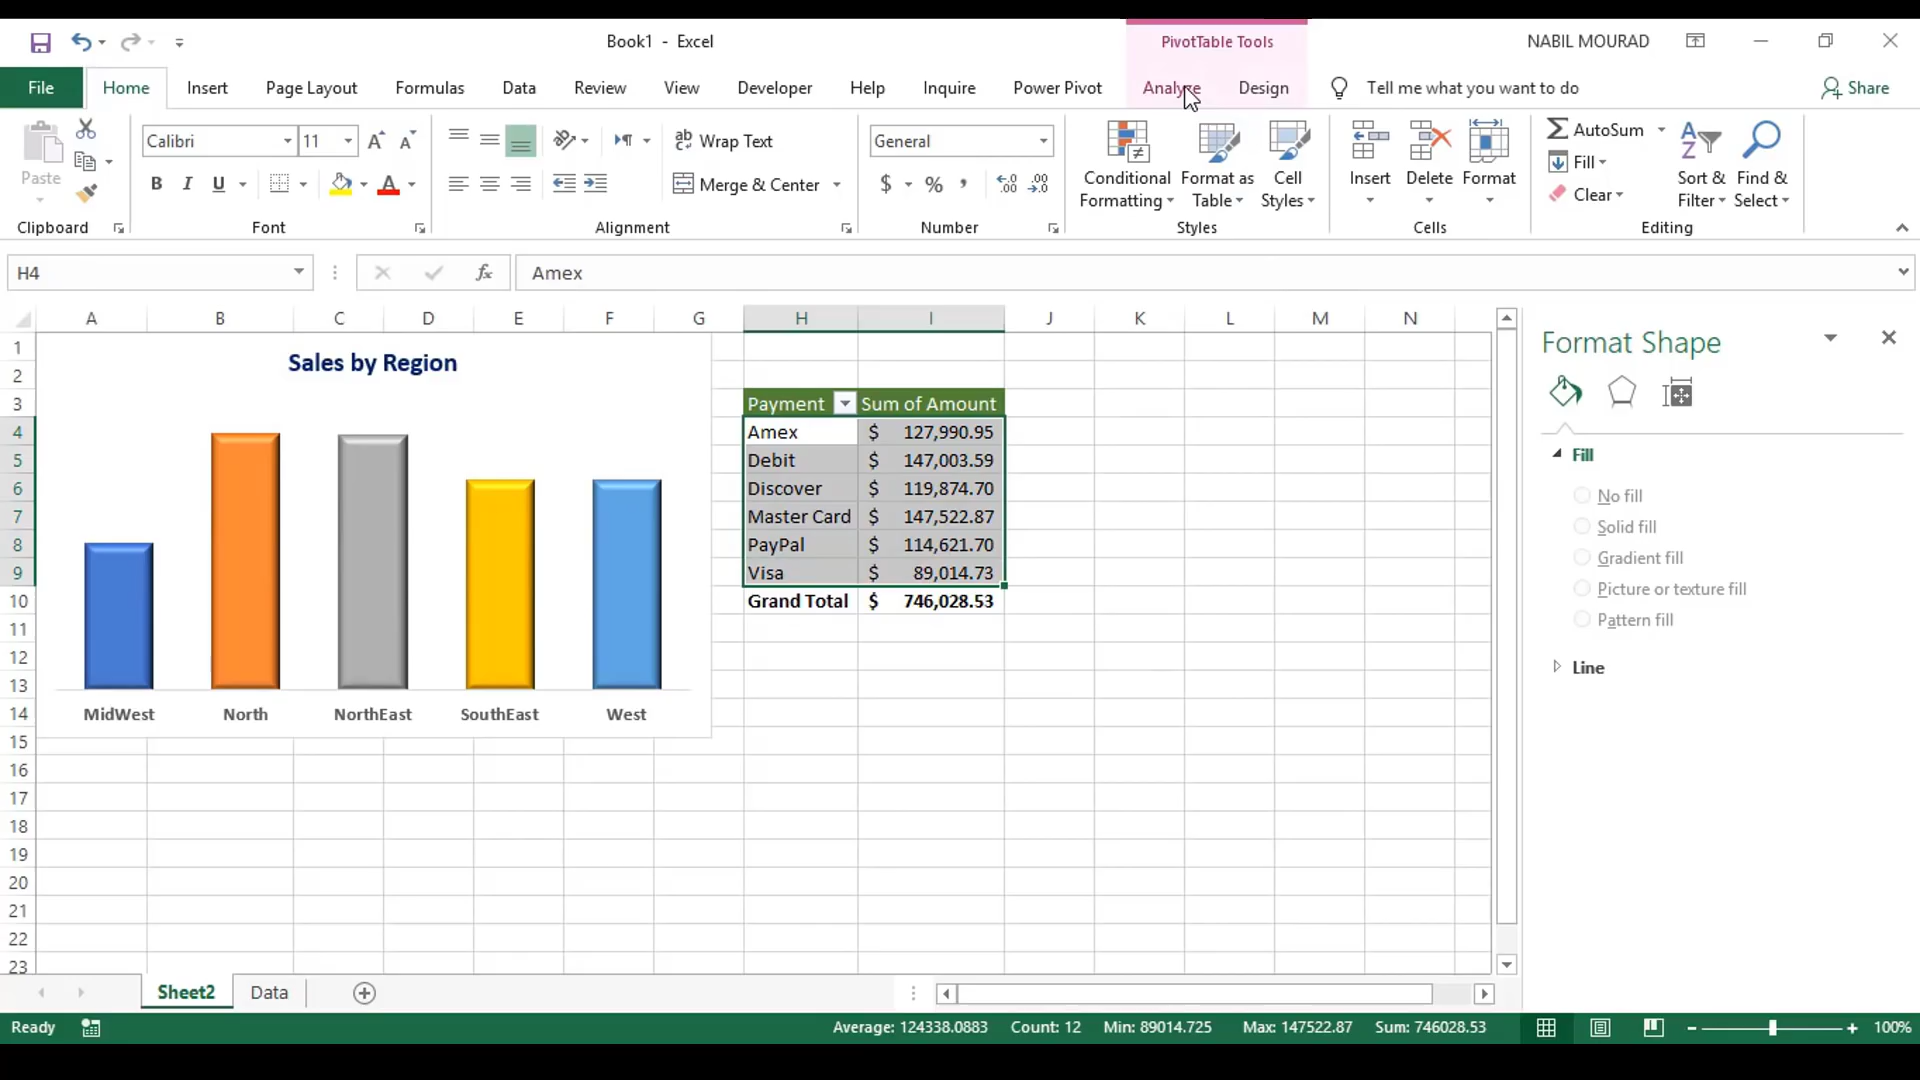 Book1 - Excel
PivotTable Tools
NABIL MOURAD
File
Home
Insert
Page Layout
Formulas
Data
Review
View
Developer
Help
Inquire
Power Pivot
Analyze
Design
Tell me what you want to do
Share
Paste
Clipboard
Calibri
11
B I U
Font
Wrap Text
Merge & Center
Alignment
General
$ % ,
Number
Conditional Formatting
Format as Table
Cell Styles
Styles
Insert
Delete
Format
Cells
AutoSum
Fill
Clear
Sort & Filter
Find & Select
Editing
H4
fx
Amex
A B C D E F G H I J K L M N
1
2
3
4
5
6
7
8
9
10
11
12
13
14
15
16
17
18
19
20
21
22
23
Sales by Region
MidWest North NorthEast SouthEast West
Payment Sum of Amount
Amex $ 127,990.95
Debit $ 147,003.59
Discover $ 119,874.70
Master Card $ 147,522.87
PayPal $ 114,621.70
Visa $ 89,014.73
Grand Total $ 746,028.53
Format Shape
Fill
No fill
Solid fill
Gradient fill
Picture or texture fill
Pattern fill
Line
Sheet2
Data
Ready
Average: 124338.0883 Count: 12 Min: 89014.725 Max: 147522.87 Sum: 746028.53
100%